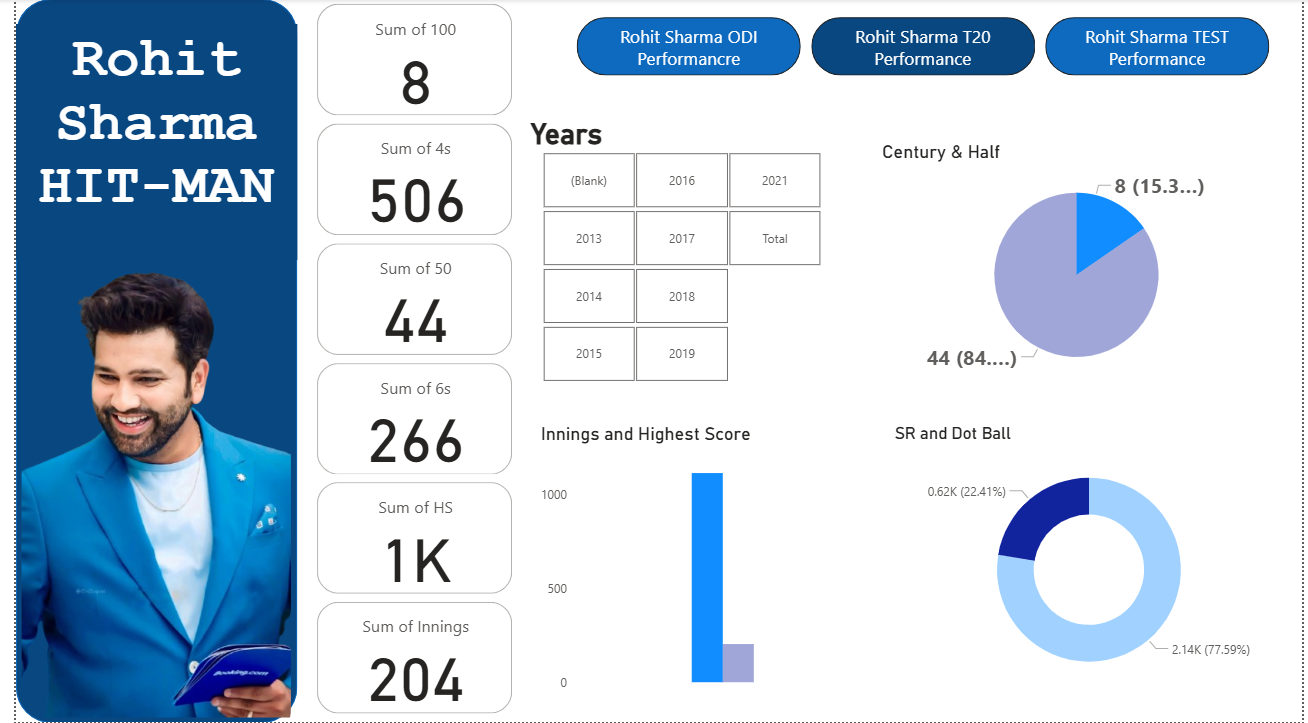 Rohit
Sharma
HIT-MAN
Booking.com
Sum of 100
8
Sum of 4s
506
Sum of 50
44
Sum of 6s
266
Sum of HS
1K
Sum of Innings
204
Rohit Sharma ODI
Performancre
Rohit Sharma T20
Performance
Rohit Sharma TEST
Performance
Years
(Blank) 2016 2021
2013 2017 Total
2014 2018
2015 2019
Century & Half
8 (15.3...)
44 (84....)
Innings and Highest Score
1000
500
0
SR and Dot Ball
0.62K (22.41%)
2.14K (77.59%)